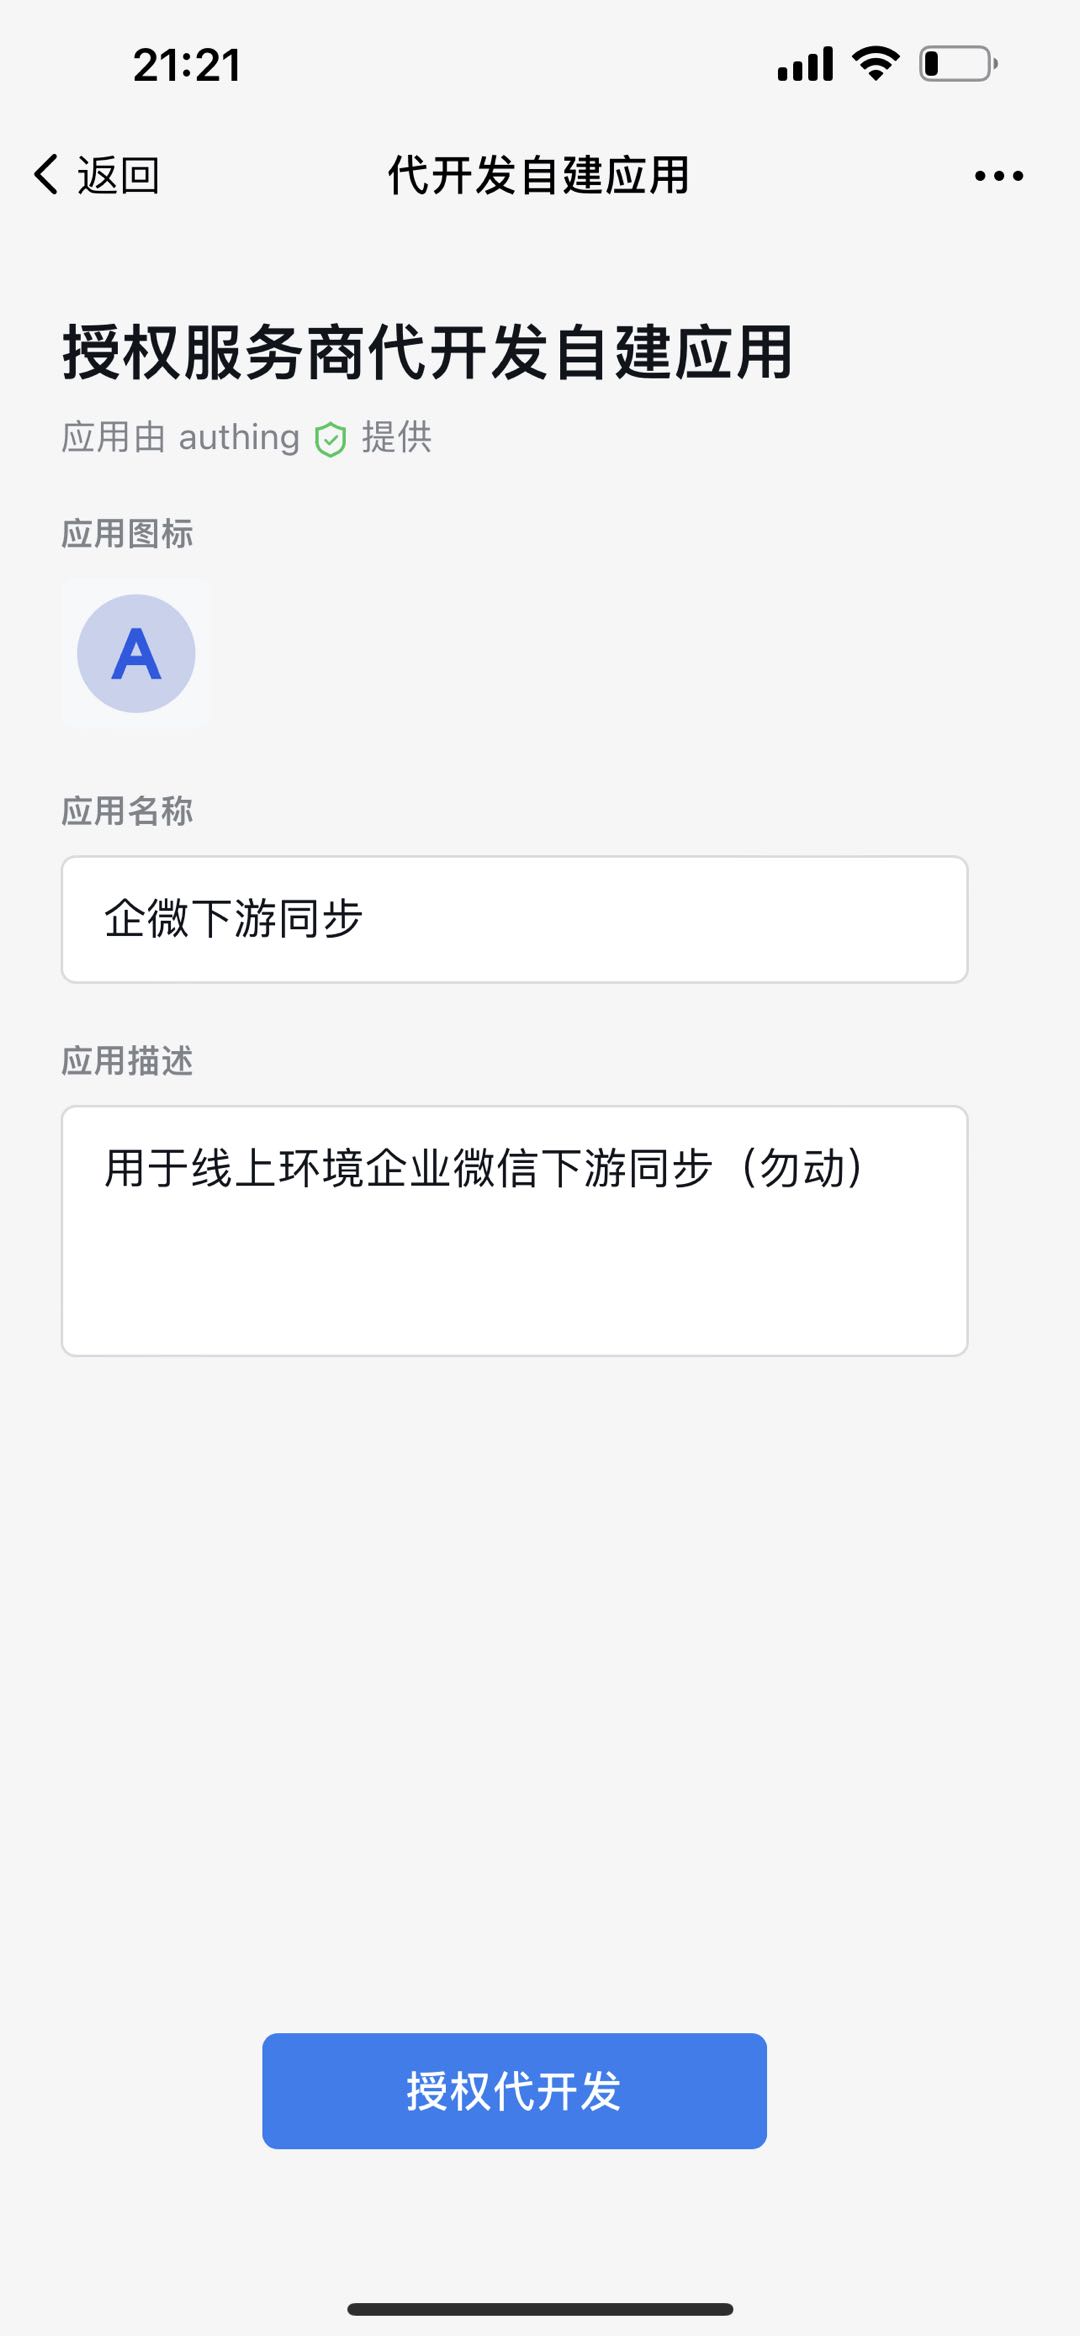 21:21
返回
代开发自建应用
授权服务商代开发自建应用
应用由 authing 提供
应用图标
A
应用名称
企微下游同步
应用描述
用于线上环境企业微信下游同步（勿动）
授权代开发